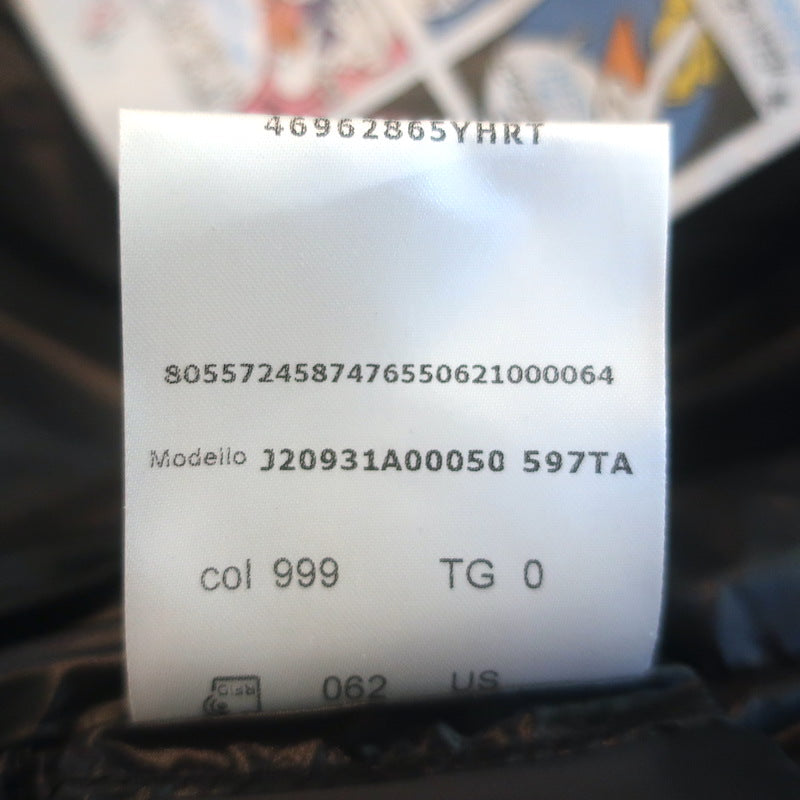 46962865YHRT
8055724587476550621000064
Modello J20931A00050 597TA
col 999 TG 0
062 US